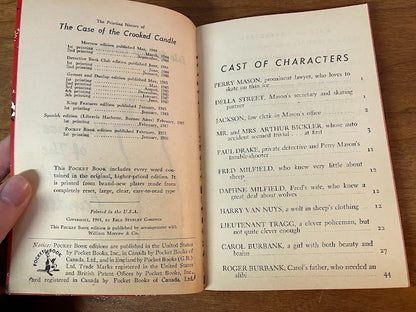 The Printing History of
The Case of the Crooked Candle
Morrow edition published May, 1944
1st printing
2nd printing
Detective Book Club edition published June, 1944
1st printing
Grosset and Dunlap edition published May, 1945
1st printing
2nd printing
3rd printing
4th printing
5th printing
King Features edition published January, 1945
1st printing
Spanish edition (Libreria Hachette, Buenos Aires)
1st printing
Pocket Book edition published February, 1951
1st printing January, 1951
This Pocket Book includes every word contained
in the original, higher-priced edition. It
is printed from brand-new plates made from
completely reset, large, clear, easy-to-read type
Printed in the U.S.A.
Copyright, 1944, by Erle Stanley Gardner
This Pocket Book edition is published by arrangement with
William Morrow & Co.
Notice: Pocket Book editions are published in the United States
by Pocket Books, Inc., in Canada by Pocket Books of
Canada, Ltd., and in England by Pocket Books (G.B.)
Ltd. Trade Marks registered in the United States
and British Patent Offices by Pocket Books, Inc.,
and registered in Canada by Pocket Books of Canada, Ltd.
CAST OF CHARACTERS
PERRY MASON, prominent lawyer, who loves to
skate on thin ice
DELLA STREET, Mason's secretary and skating
partner
JACKSON, law clerk in Mason's office
MR. AND MRS. ARTHUR BICKLER, whose auto
accident seemed trivial at first
PAUL DRAKE, private detective and Perry Mason's
trouble-shooter
FRED MILFIELD, who knew very little about
sheep
DAPHNE MILFIELD, Fred's wife, who knew a
great deal about wolves 12
HARRY VAN NUYS, a wolf in sheep's clothing 17
LIEUTENANT TRAGG, a clever policeman, but
not quite clever enough 22
CAROL BURBANK, a girl with both beauty and
brains
ROGER BURBANK, Carol's father, who needed an
alibi 44